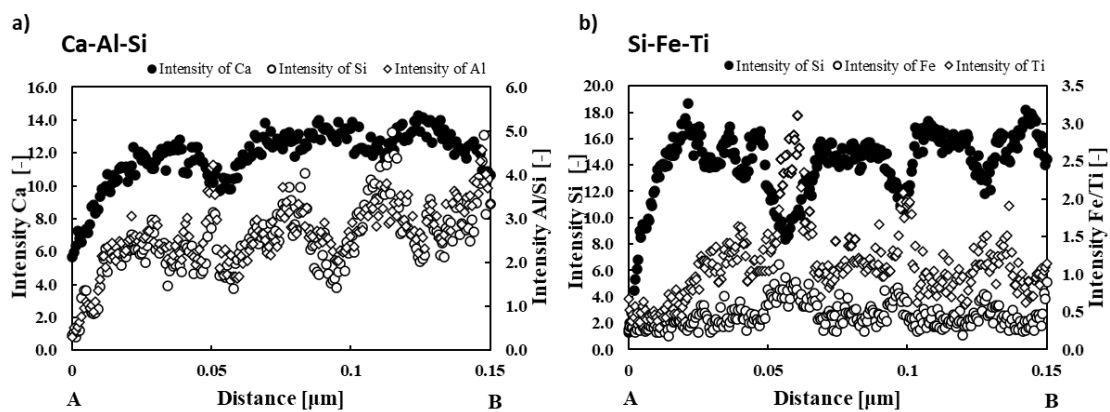 a)
Ca-Al-Si
Intensity of Ca Intensity of Si Intensity of Al
16.0
14.0
12.0
10.0
8.0
6.0
4.0
2.0
0.0
Intensity Ca [-]
6.0
5.0
4.0
3.0
2.0
1.0
0.0
Intensity Al/Si [-]
0 0.05 0.1 0.15
A Distance [μm] B
b)
Si-Fe-Ti
Intensity of Si Intensity of Fe Intensity of Ti
20.0
18.0
16.0
14.0
12.0
10.0
8.0
6.0
4.0
2.0
0.0
Intensity Si [-]
3.5
3.0
2.5
2.0
1.5
1.0
0.5
0.0
Intensity Fe/Ti [-]
0 0.05 0.1 0.15
A Distance [μm] B